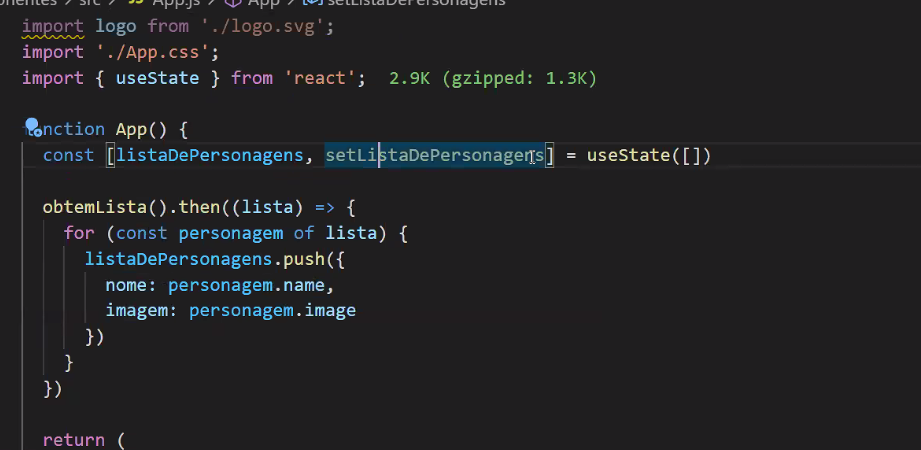 onentes > src > JS App.js > App > setListaDePersonagens
import logo from './logo.svg';
import './App.css';
import { useState } from 'react'; 2.9K (gzipped: 1.3K)
function App() {
const [listaDePersonagens, setListaDePersonagens] = useState([])
obtemLista().then((lista) => {
for (const personagem of lista) {
listaDePersonagens.push({
nome: personagem.name,
imagem: personagem.image
})
}
})
return (